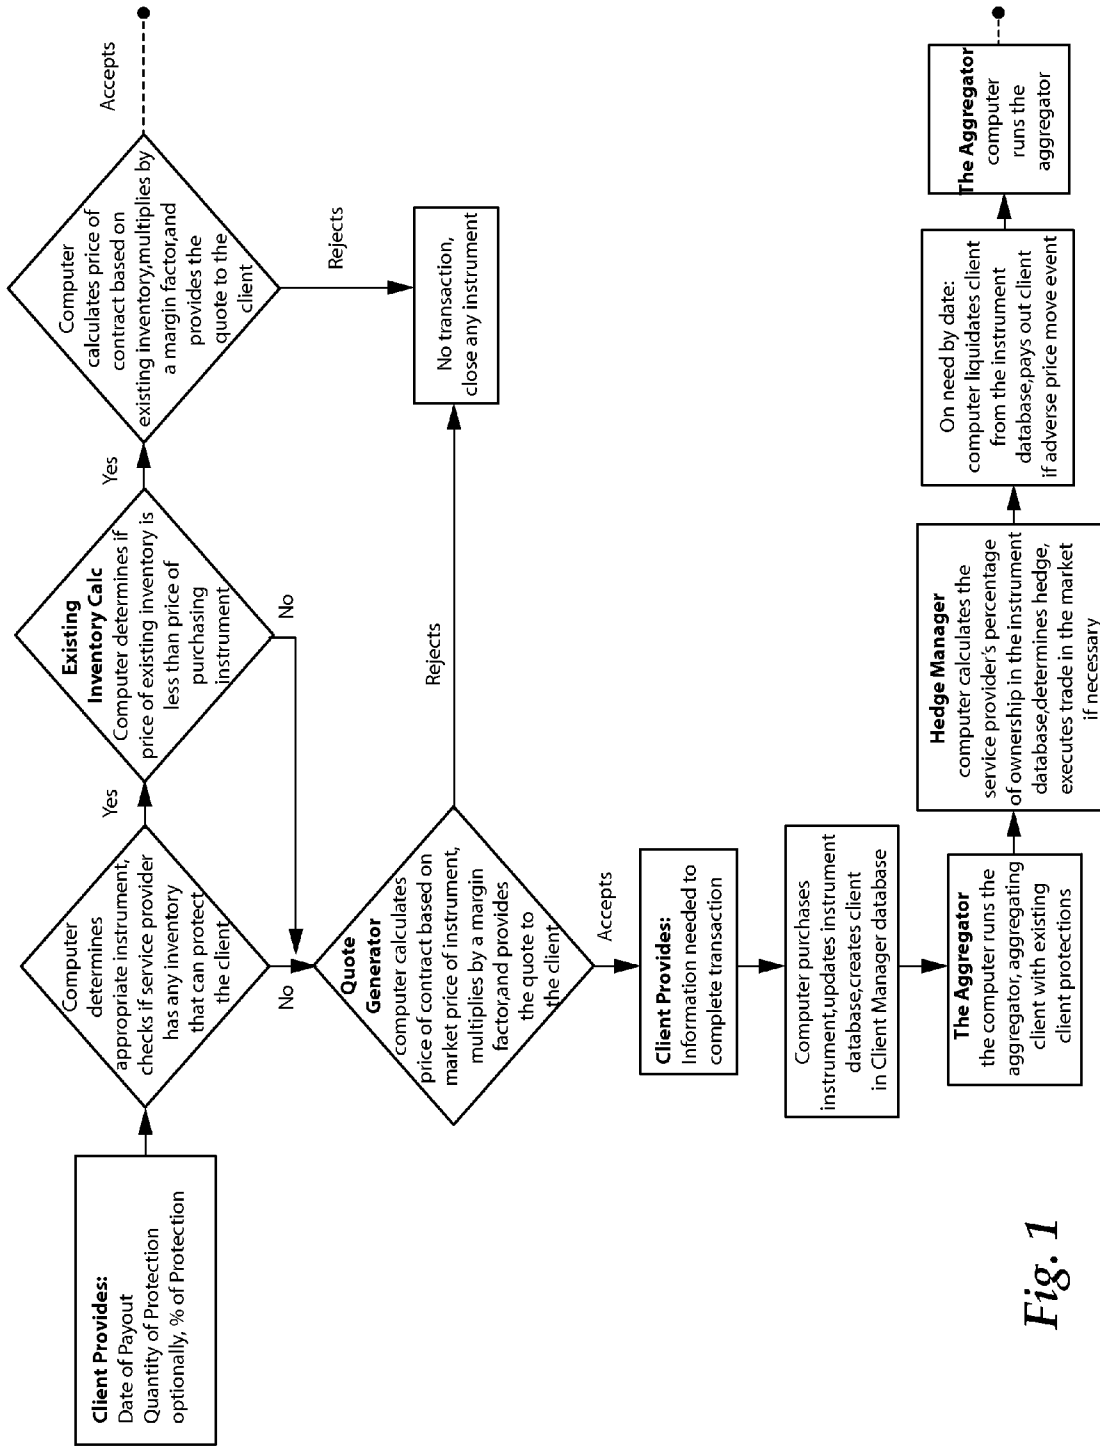 Client Provides:
Date of Payout
Quantity of Protection
optionally, % of Protection
Computer
determines
appropriate instrument,
checks if service provider
has any inventory
that can protect
the client
Yes
No
Existing
Inventory Calc
Computer determines if
price of existing inventory is
less than price of
purchasing
instrument
Yes
No
Computer
calculates price of
contract based on
existing inventory,multiplies by
a margin factor,and
provides the
quote to the
client
Accepts
Rejects
No transaction,
close any instrument
Quote
Generator
computer calculates
price of contract based on
market price of instrument,
multiplies by a margin
factor,and provides
the quote to
the client
Rejects
Accepts
Client Provides:
Information needed to
complete transaction
Computer purchases
instrument,updates instrument
database,creates client
in Client Manager database
The Aggregator
the computer runs the
aggregator, aggregating
client with existing
client protections
Hedge Manager
computer calculates the
service provider's percentage
of ownership in the instrument
database,determines hedge,
executes trade in the market
if necessary
On need by date:
computer liquidates client
from the instrument
database,pays out client
if adverse price move event
The Aggregator
computer
runs the
aggregator
Fig. 1